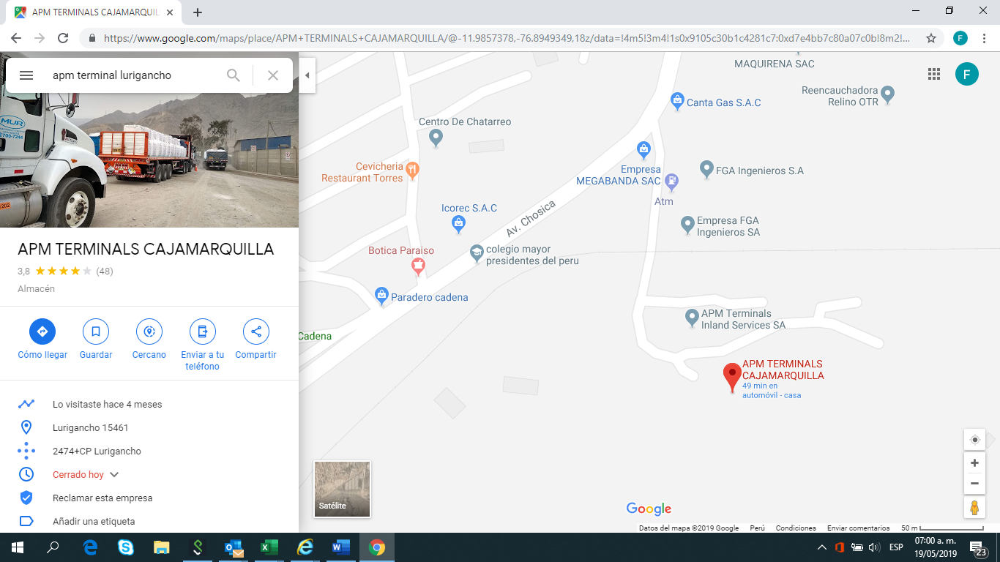 APM TERMINALS CAJAMARQUIL
https://www.google.com/maps/place/APM+TERMINALS+CAJAMARQUILLA/@-11.9857378,-76.8949349,18z/data=!4m5!3m4!1s0x9105c30b1c4281c7:0xd7e4bb7c80a07c0b!8m2!...
F
apm terminal lurigancho
MUR
1700-7244
1202
APM TERMINALS CAJAMARQUILLA
3,8 (48)
Almacén
Cómo llegar
Guardar
Cercano
Enviar a tu
teléfono
Compartir
Lo visitaste hace 4 meses
Lurigancho 15461
2474+CP Lurigancho
Cerrado hoy
Reclamar esta empresa
Añadir una etiqueta
MAQUIRENA SAC
F
Reencauchadora
Relino OTR
Canta Gas S.A.C
Centro De Chatarreo
Cevicheria
Restaurant Torres
Empresa
MEGABANDA SAC
FGA Ingenieros S.A
Atm
Icorec S.A.C
Av. Chosica
Empresa FGA
Ingenieros SA
Botica Paraiso
colegio mayor
presidentes del peru
Paradero cadena
APM Terminals
Inland Services SA
Cadena
APM TERMINALS
CAJAMARQUILLA
49 min en
automóvil - casa
Satélite
Google
Datos del mapa ©2019 Google Perú Condiciones Enviar comentarios 50 m
ESP
07:00 a. m.
19/05/2019
23